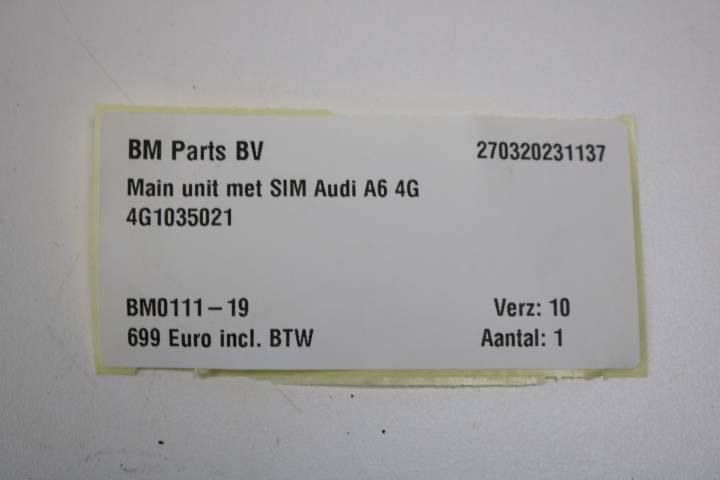 BM Parts BV 270320231137
Main unit met SIM Audi A6 4G
4G1035021
BM0111-19 Verz: 10
699 Euro incl. BTW Aantal: 1